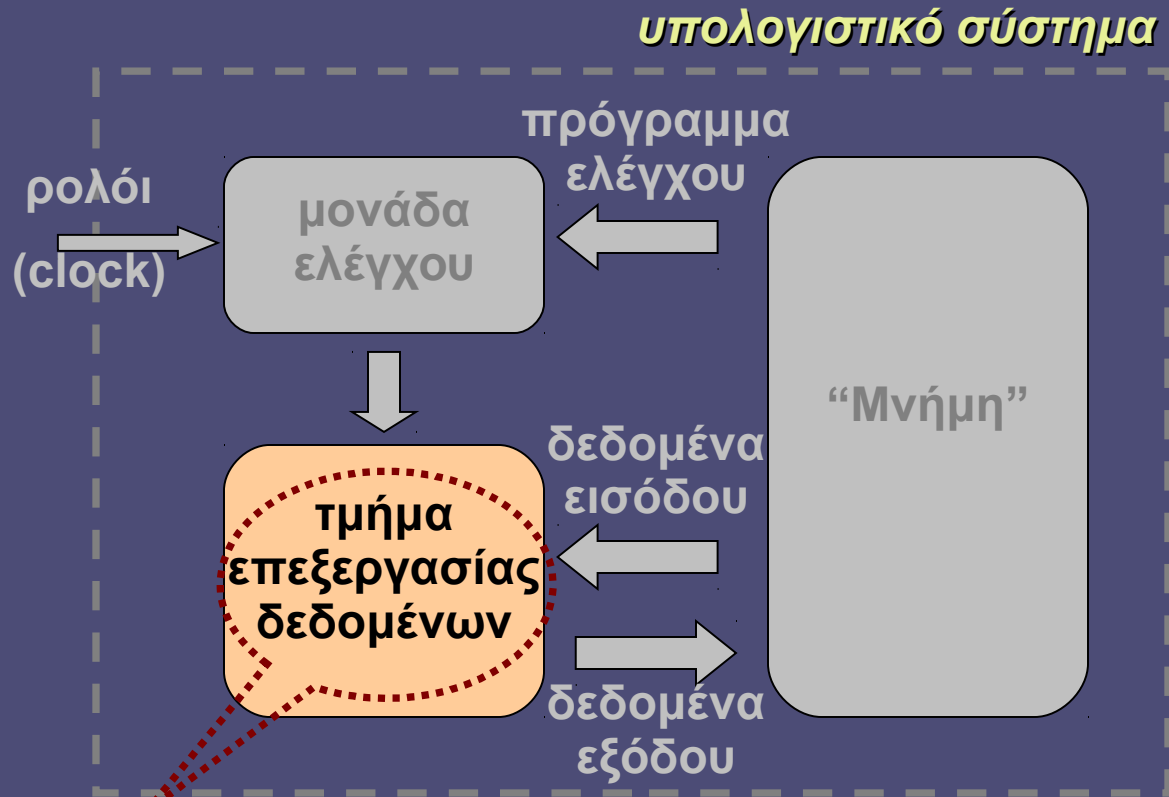 υπολογιστικό σύστημα
πρόγραμμα
ελέγχου
ρολόι
(clock)
μονάδα
ελέγχου
“Μνήμη”
δεδομένα
εισόδου
τμήμα
επεξεργασίας
δεδομένων
δεδομένα
εξόδου